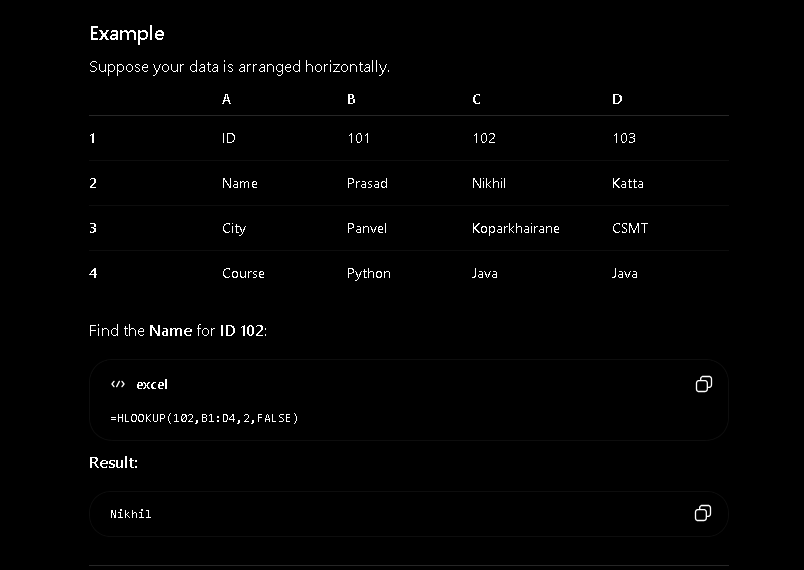 Example
Suppose your data is arranged horizontally.
A B C D
1 ID 101 102 103
2 Name Prasad Nikhil Katta
3 City Panvel Koparkhairane CSMT
4 Course Python Java Java
Find the Name for ID 102:
excel
=HLOOKUP(102,B1:D4,2,FALSE)
Result:
Nikhil